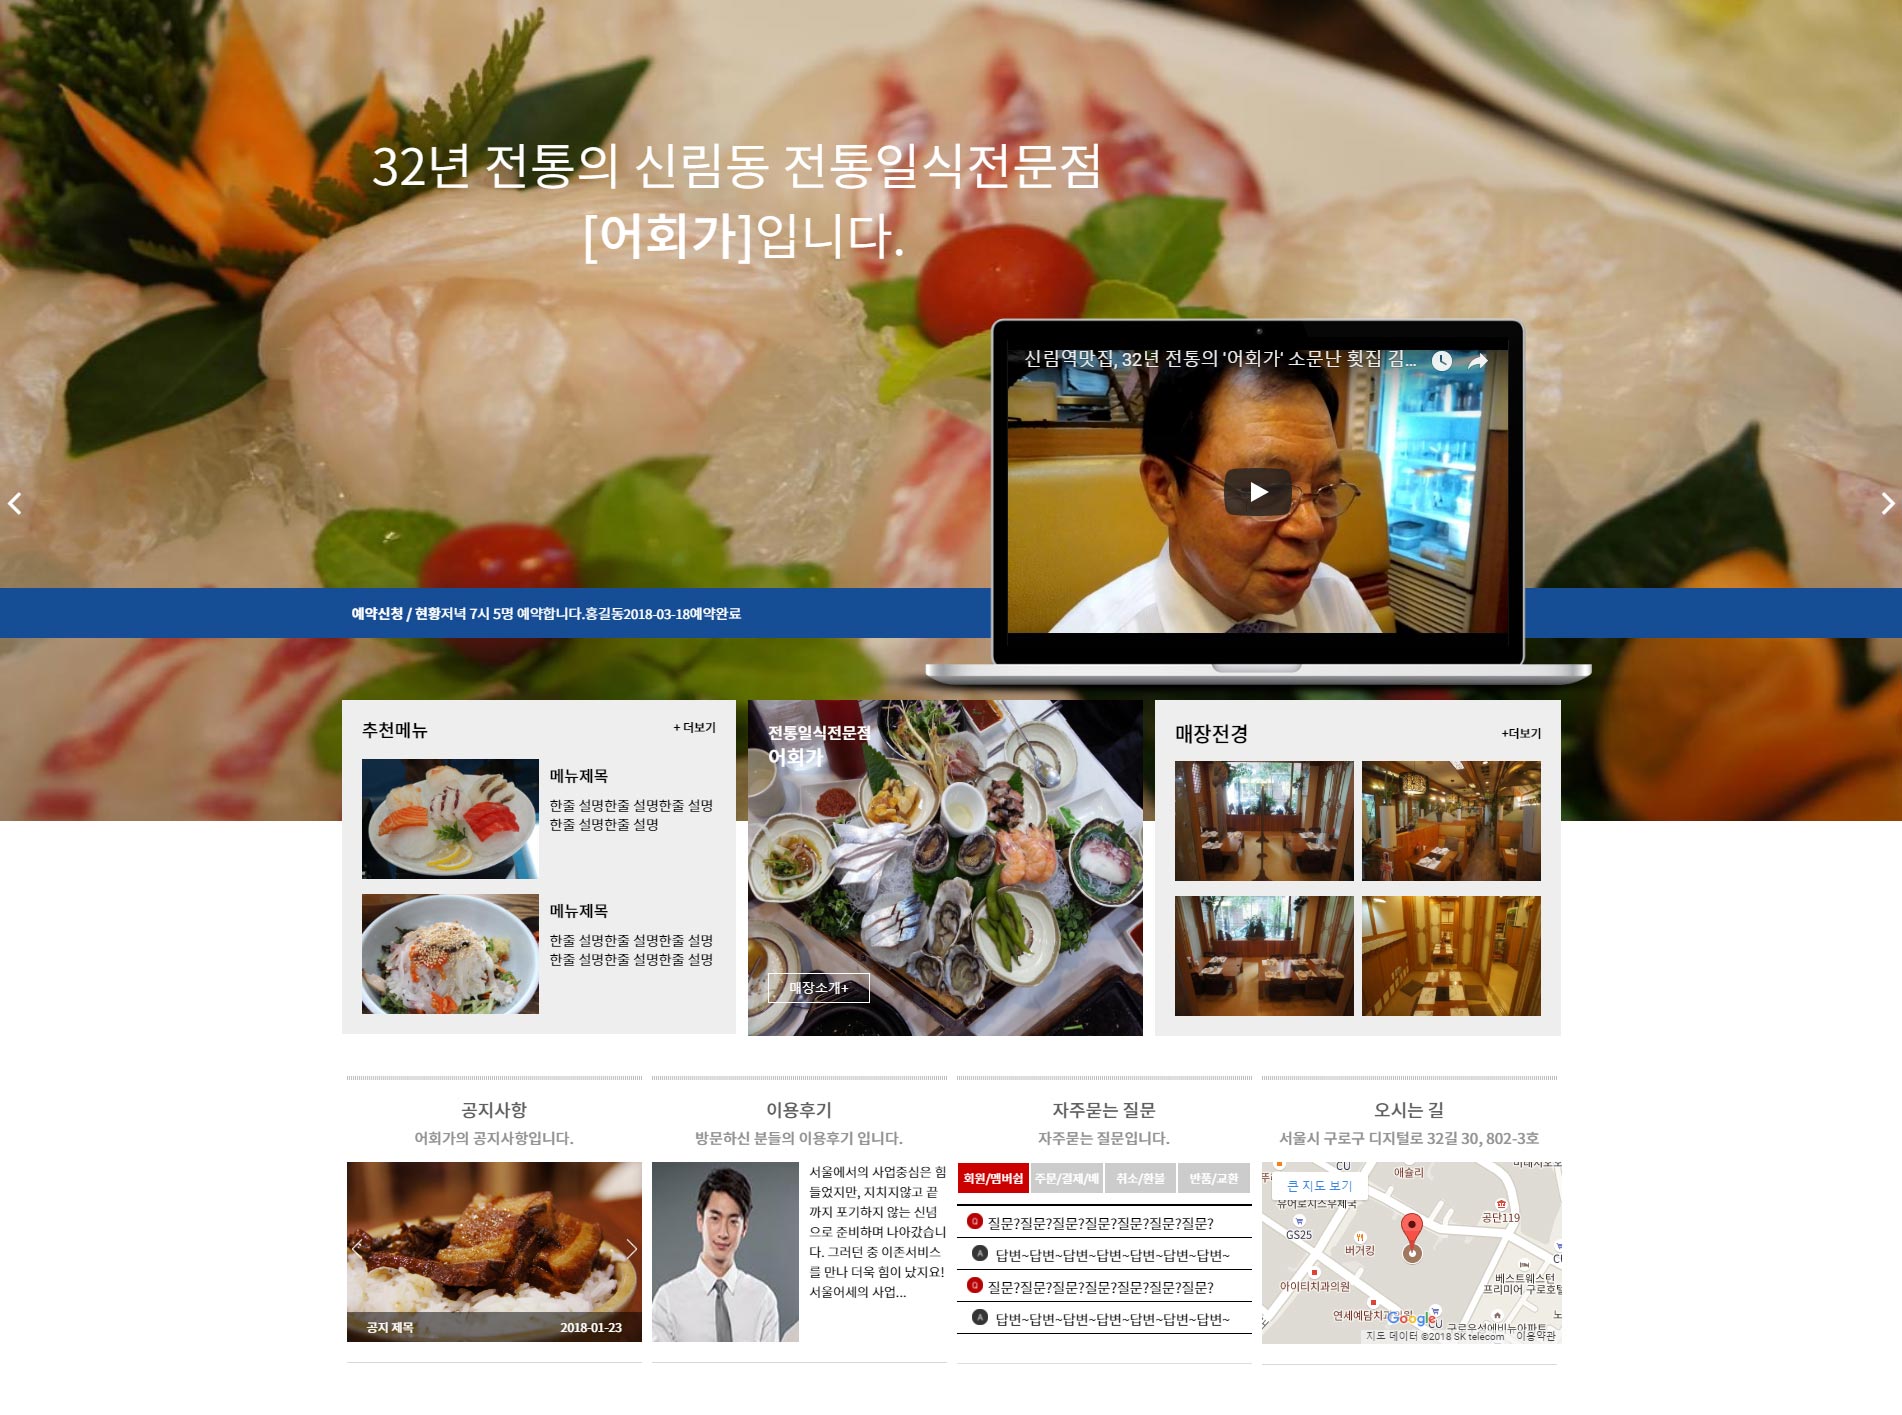 32년 전통의 신림동 전통일식전문점
[어회가]입니다.
신림역맛집, 32년 전통의 '어회가' 소문난 횟집 김...
예약신청 / 현황저녁 7시 5명 예약합니다.홍길동2018-03-18예약완료
추천메뉴
+ 더보기
메뉴제목
한줄 설명한줄 설명한줄 설명
한줄 설명한줄 설명
메뉴제목
한줄 설명한줄 설명한줄 설명
한줄 설명한줄 설명한줄 설명
전통일식전문점
어회가
매장소개+
매장전경
+더보기
공지사항
어회가의 공지사항입니다.
공지 제목
2018-01-23
이용후기
방문하신 분들의 이용후기 입니다.
서울에서의 사업중심은 힘
들었지만, 지치지않고 끝
까지 포기하지 않는 신념
으로 준비하며 나아갔습니
다. 그러던 중 이존서비스
를 만나 더욱 힘이 났지요!
서울어세의 사업...
자주묻는 질문
자주묻는 질문입니다.
회원/멤버쉽
주문/결제/배
취소/환불
반품/교환
Q 질문?질문?질문?질문?질문?질문?질문?
A 답변~답변~답변~답변~답변~답변~답변~
Q 질문?질문?질문?질문?질문?질문?질문?
A 답변~답변~답변~답변~답변~답변~답변~
오시는 길
서울시 구로구 디지털로 32길 30, 802-3호
CU
애슐리
큰 지도 보기
GS25
공단119
버거킹
아이티치과의원
베스트웨스턴
프리미어 구로호텔
Google
CU
지도 데이터 ©2018 SK telecom
이용약관